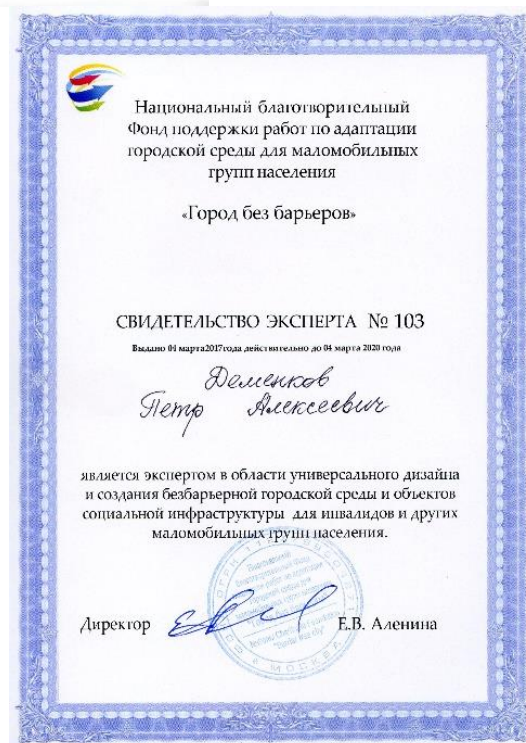 Национальный благотворительный
Фонд поддержки работ по адаптации
городской среды для маломобильных
групп населения
«Город без барьеров»
СВИДЕТЕЛЬСТВО ЭКСПЕРТА № 103
Выдано 04 марта2017года действительно до 04 марта 2020 года
Деменков
Петр Алексеевич
является экспертом в области универсального дизайна
и создания безбарьерной городской среды и объектов
социальной инфраструктуры для инвалидов и других
маломобильных групп населения.
Директор Е.В. Аленина